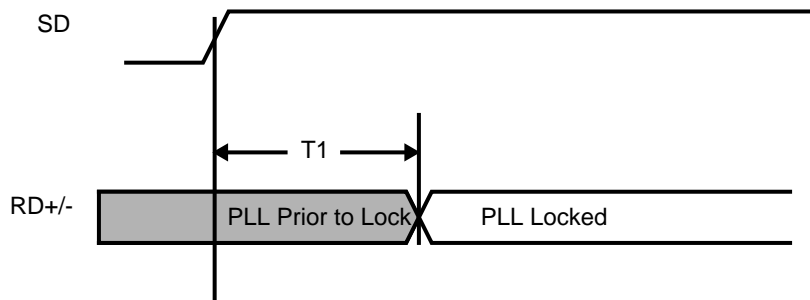 SD
T1
RD+/-
PLL Prior to Lock
PLL Locked